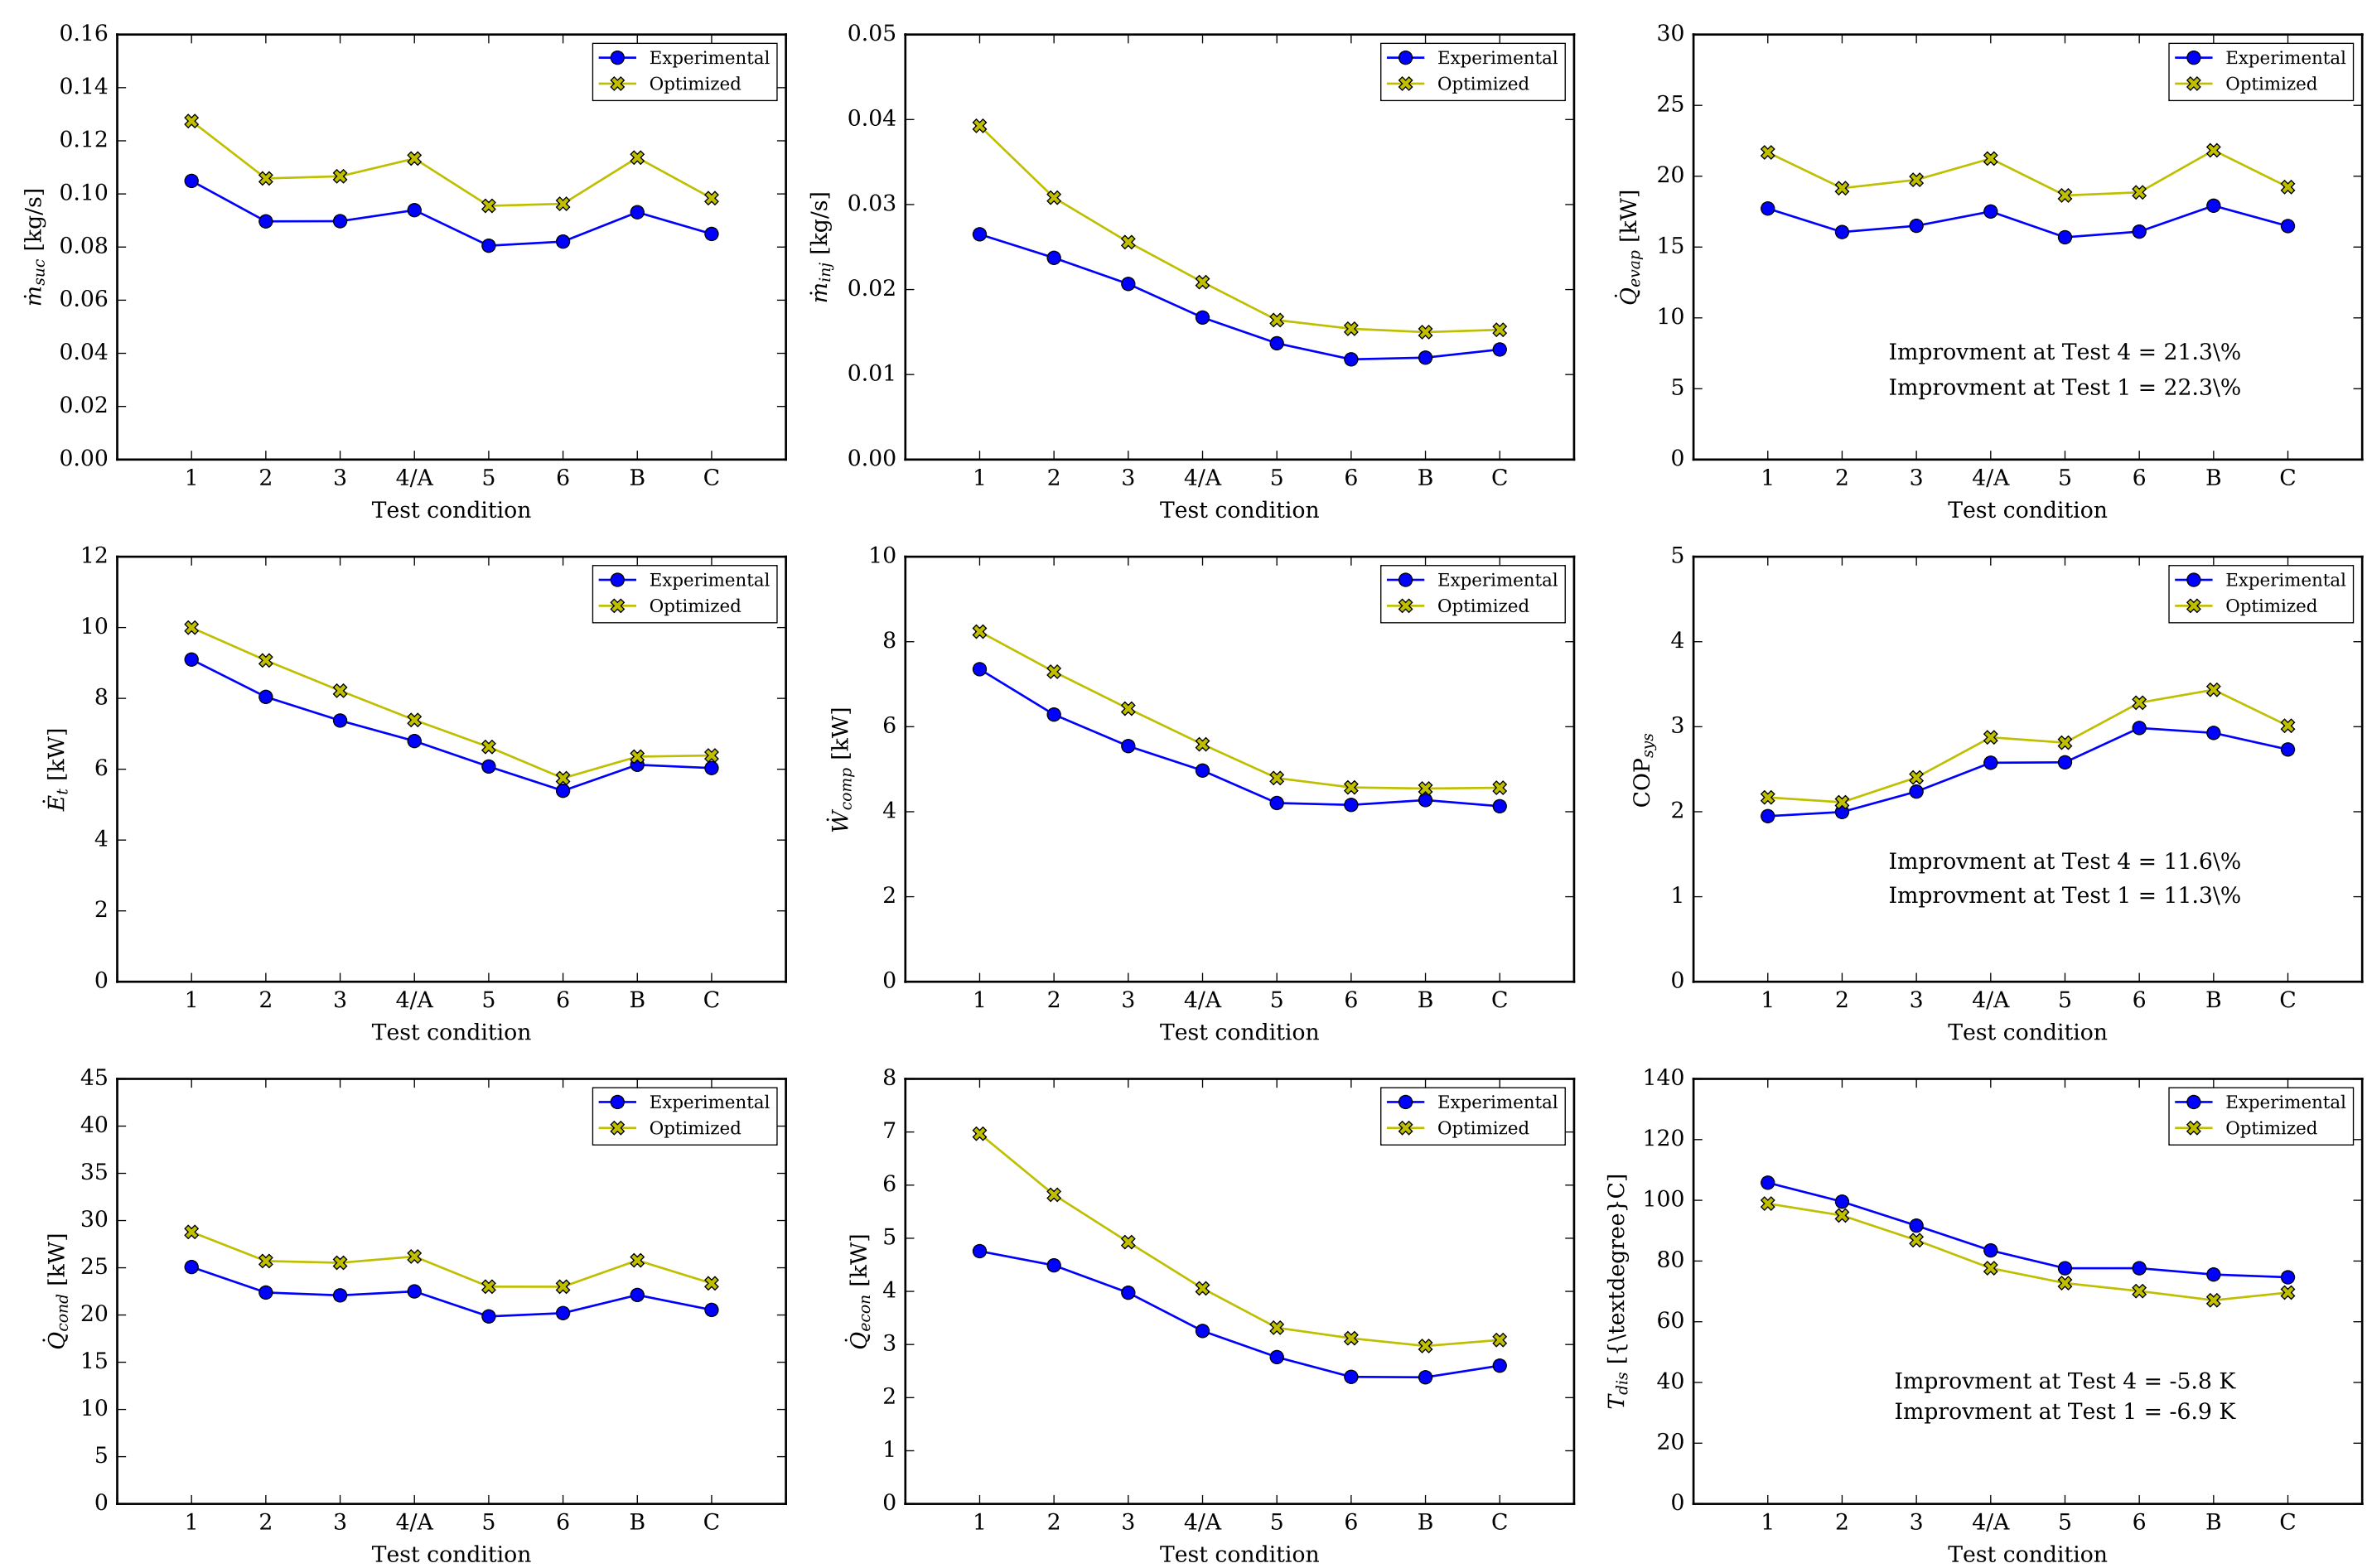 0.16
0.14
0.12
0.10
0.08
0.06
0.04
0.02
0.00
ṁsuc [kg/s]
Experimental
Optimized
1 2 3 4/A 5 6 B C
Test condition
0.05
0.04
0.03
0.02
0.01
0.00
ṁinj [kg/s]
Experimental
Optimized
1 2 3 4/A 5 6 B C
Test condition
30
25
20
15
10
5
0
Q̇evap [kW]
Experimental
Optimized
Improvment at Test 4 = 21.3\%
Improvment at Test 1 = 22.3\%
1 2 3 4/A 5 6 B C
Test condition
12
10
8
6
4
2
0
Ėt [kW]
Experimental
Optimized
1 2 3 4/A 5 6 B C
Test condition
10
8
6
4
2
0
Ẇcomp [kW]
Experimental
Optimized
1 2 3 4/A 5 6 B C
Test condition
5
4
3
2
1
0
COPsys
Experimental
Optimized
Improvment at Test 4 = 11.6\%
Improvment at Test 1 = 11.3\%
1 2 3 4/A 5 6 B C
Test condition
45
40
35
30
25
20
15
10
5
0
Q̇cond [kW]
Experimental
Optimized
1 2 3 4/A 5 6 B C
Test condition
8
7
6
5
4
3
2
1
0
Q̇econ [kW]
Experimental
Optimized
1 2 3 4/A 5 6 B C
Test condition
140
120
100
80
60
40
20
0
Tdis [{\textdegree}C]
Experimental
Optimized
Improvment at Test 4 = -5.8 K
Improvment at Test 1 = -6.9 K
1 2 3 4/A 5 6 B C
Test condition